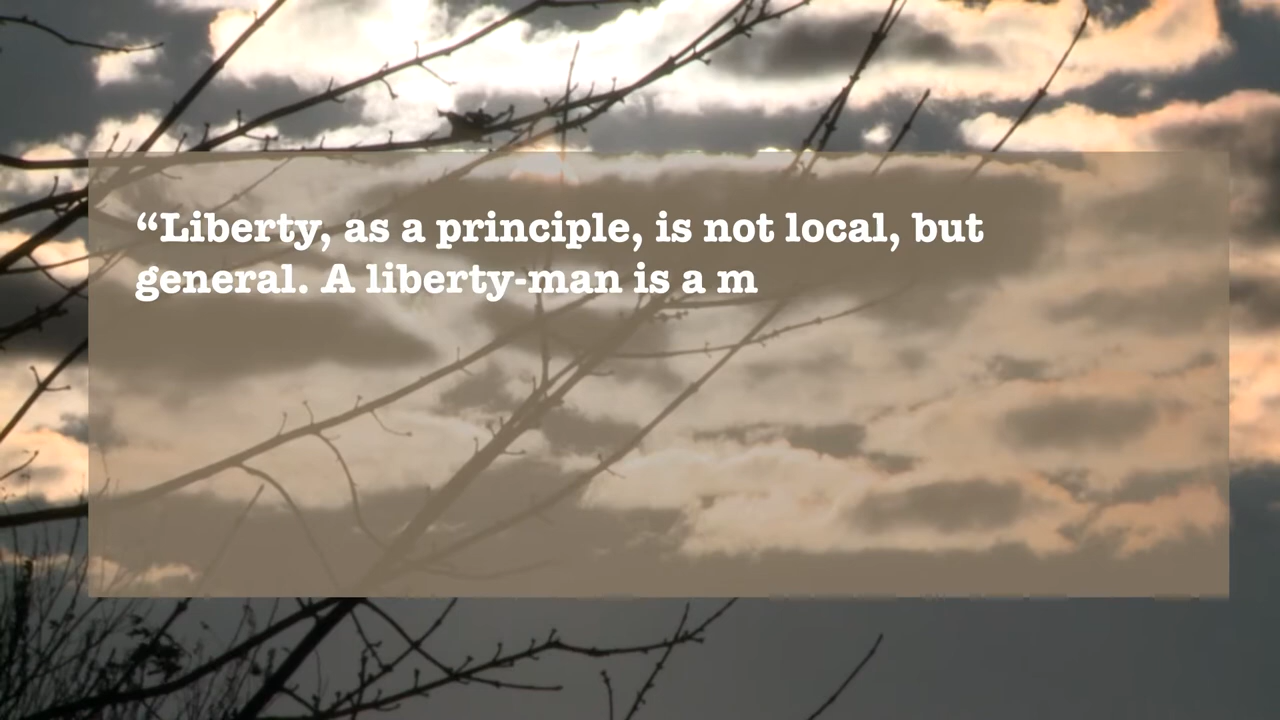 “Liberty, as a principle, is not local, but
general. A liberty-man is a m